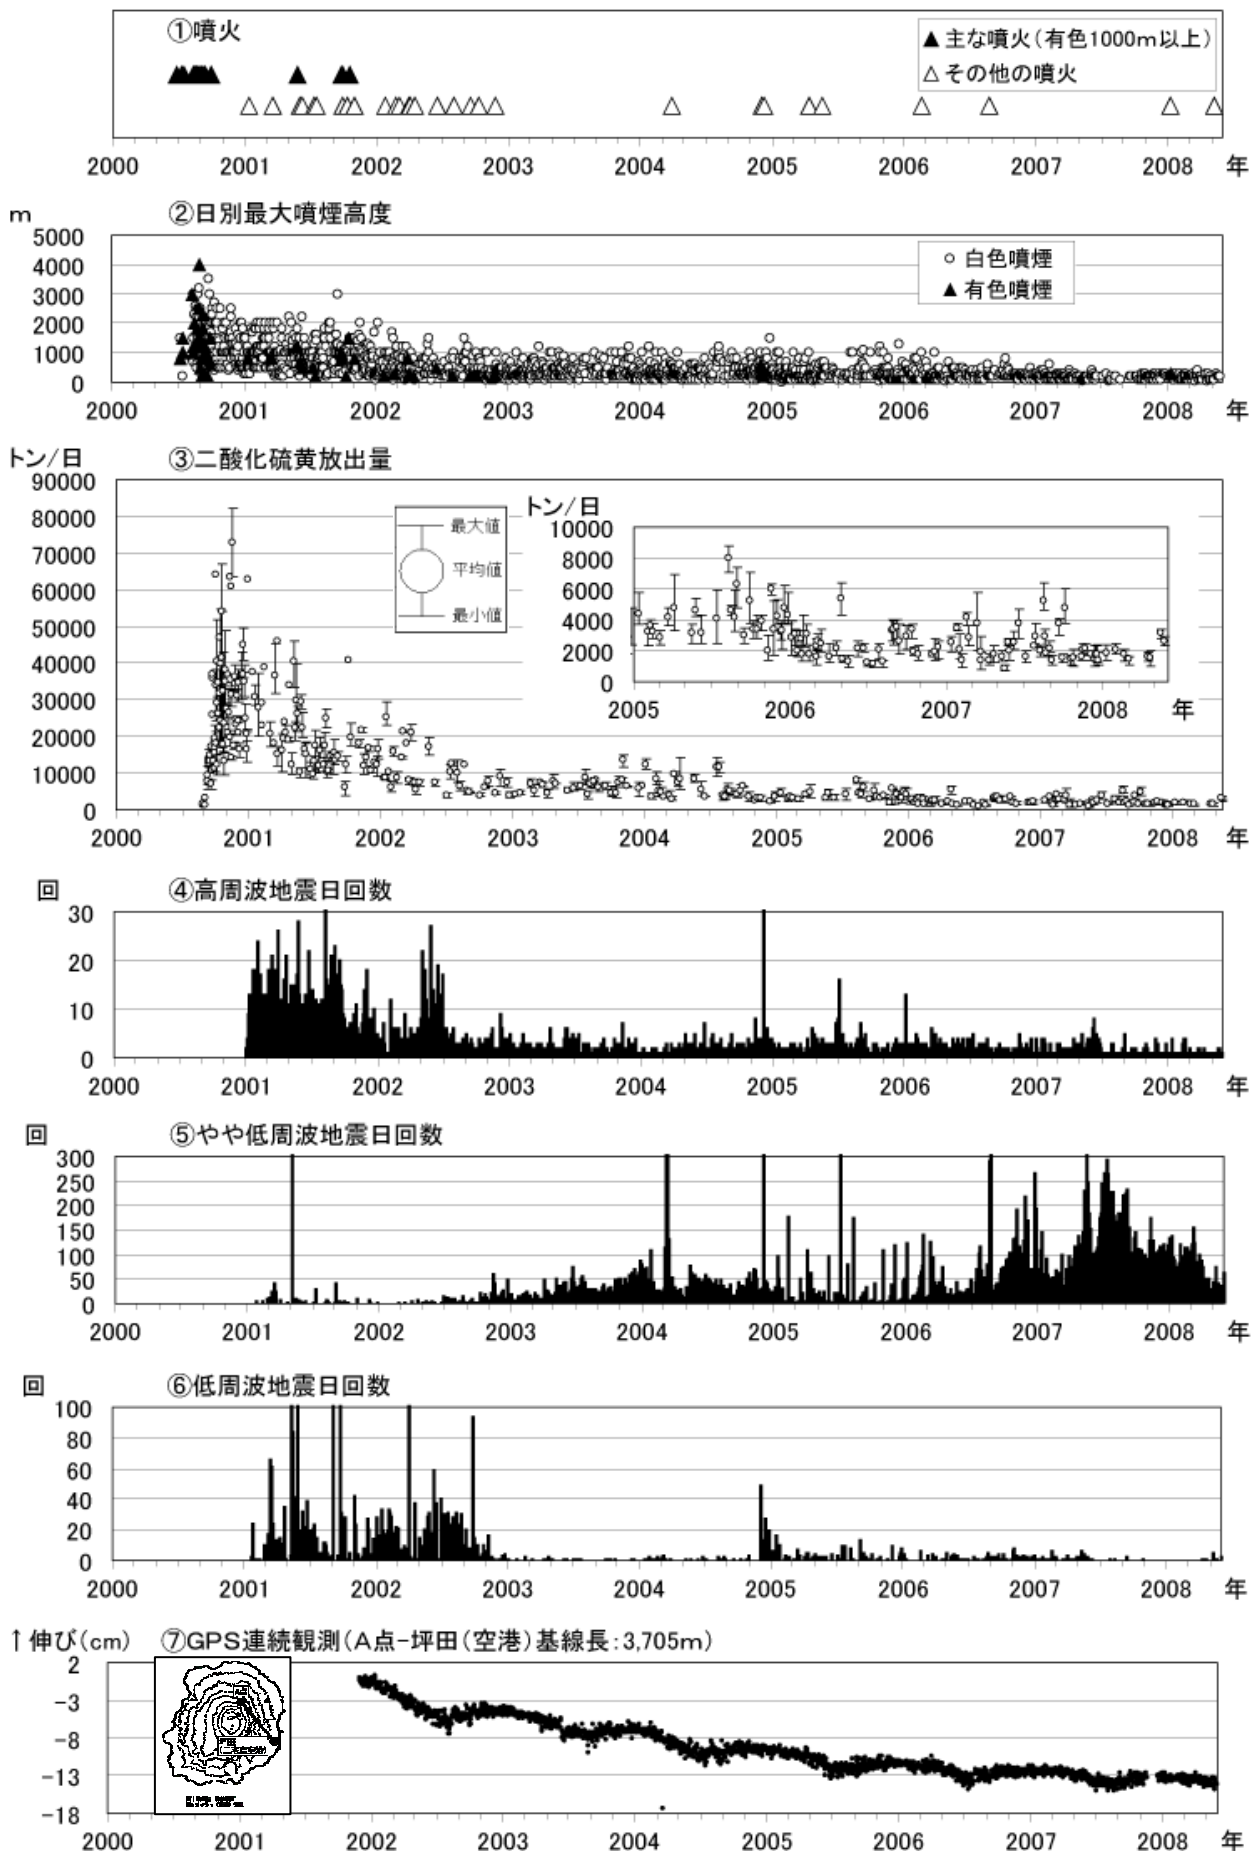 ①噴火
▲ 主な噴火（有色1000ｍ以上）
△ その他の噴火
2000 2001 2002 2003 2004 2005 2006 2007 2008 年
ｍ ②日別最大噴煙高度
5000
4000
3000
2000
1000
0
○ 白色噴煙
▲ 有色噴煙
2000 2001 2002 2003 2004 2005 2006 2007 2008 年
トン/日 ③二酸化硫黄放出量
90000
80000
70000
60000
50000
40000
30000
20000
10000
0
最大値
平均値
最小値
トン/日
10000
8000
6000
4000
2000
0
2005 2006 2007 2008 年
2000 2001 2002 2003 2004 2005 2006 2007 2008 年
回 ④高周波地震日回数
30
20
10
0
2000 2001 2002 2003 2004 2005 2006 2007 2008 年
回 ⑤やや低周波地震日回数
300
250
200
150
100
50
0
2000 2001 2002 2003 2004 2005 2006 2007 2008 年
回 ⑥低周波地震日回数
100
80
60
40
20
0
2000 2001 2002 2003 2004 2005 2006 2007 2008 年
↑伸び（cm） ⑦GPS連続観測（A点−坪田（空港）基線長：3,705ｍ）
2
−3
−8
−13
−18
2000 2001 2002 2003 2004 2005 2006 2007 2008 年